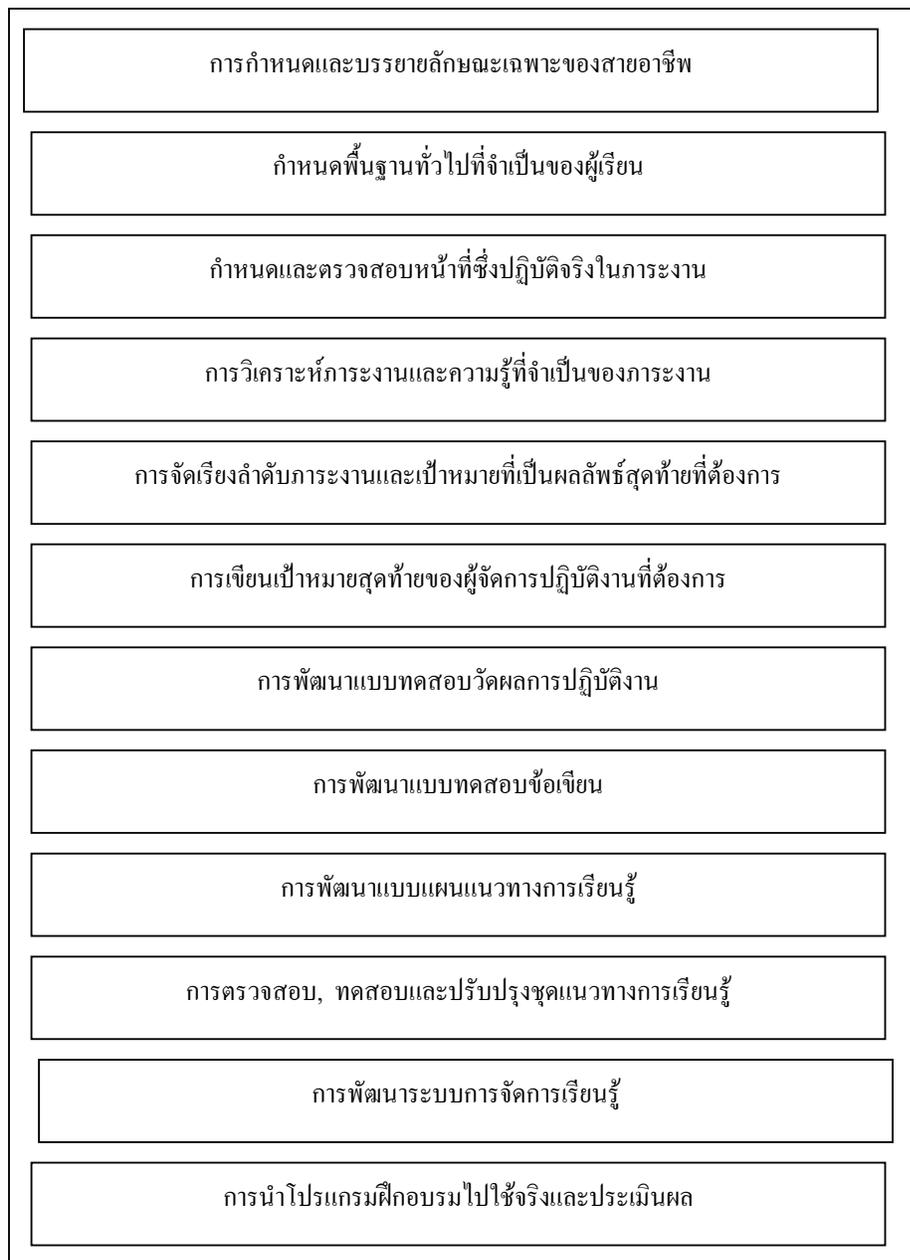 การกำหนดและบรรยายลักษณะเฉพาะของสายอาชีพ
กำหนดพื้นฐานทั่วไปที่จำเป็นของผู้เรียน
กำหนดและตรวจสอบหน้าที่ซึ่งปฏิบัติจริงในภาระงาน
การวิเคราะห์ภาระงานและความรู้ที่จำเป็นของภาระงาน
การจัดเรียงลำดับภาระงานและเป้าหมายที่เป็นผลลัพธ์สุดท้ายที่ต้องการ
การเขียนเป้าหมายสุดท้ายของผู้จัดการปฏิบัติงานที่ต้องการ
การพัฒนาแบบทดสอบวัดผลการปฏิบัติงาน
การพัฒนาแบบทดสอบข้อเขียน
การพัฒนาแบบแผนแนวทางการเรียนรู้
การตรวจสอบ, ทดสอบและปรับปรุงชุดแนวทางการเรียนรู้
การพัฒนาระบบการจัดการเรียนรู้
การนำโปรแกรมฝึกอบรมไปใช้จริงและประเมินผล